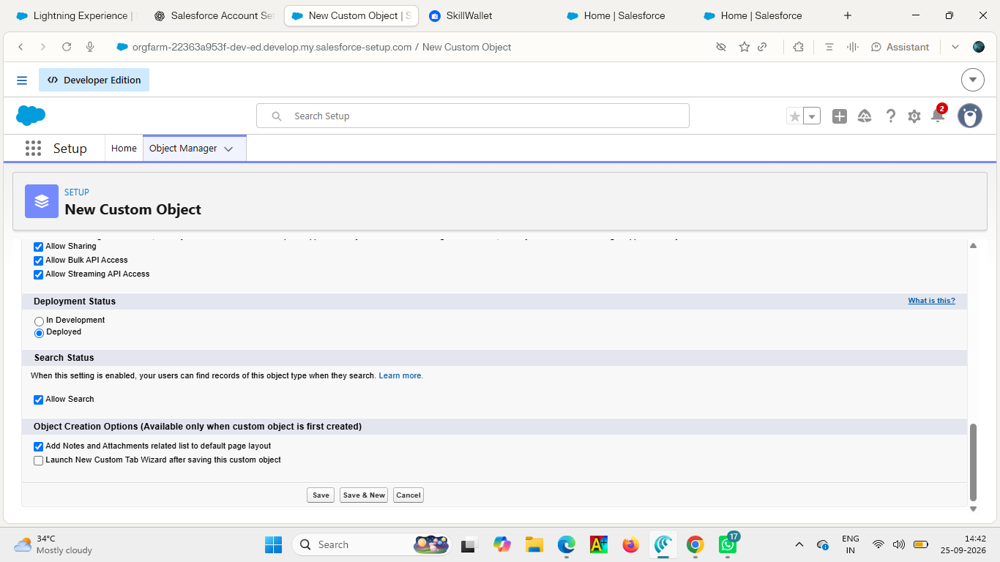 Lightning Experience |
Salesforce Account Set
New Custom Object | S
SkillWallet
Home | Salesforce
Home | Salesforce
orgfarm-22363a953f-dev-ed.develop.my.salesforce-setup.com / New Custom Object
Assistant
Developer Edition
Search Setup
2
Setup
Home
Object Manager
SETUP
New Custom Object
Allow Sharing
Allow Bulk API Access
Allow Streaming API Access
Deployment Status
What is this?
In Development
Deployed
Search Status
When this setting is enabled, your users can find records of this object type when they search. Learn more.
Allow Search
Object Creation Options (Available only when custom object is first created)
Add Notes and Attachments related list to default page layout
Launch New Custom Tab Wizard after saving this custom object
Save
Save & New
Cancel
34°C
Mostly cloudy
Search
17
ENG
IN
14:42
25-09-2026